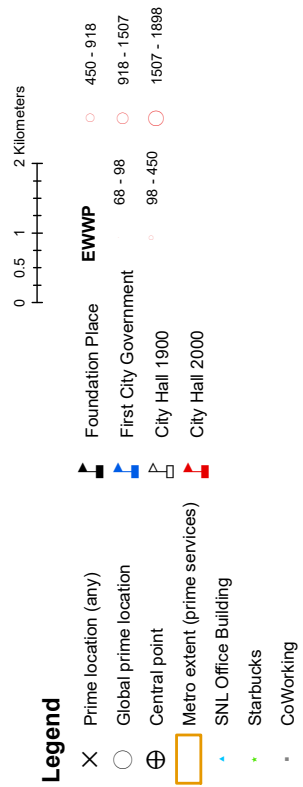 Legend
Prime location (any)
Global prime location
Central point
Metro extent (prime services)
SNL Office Building
Starbucks
CoWorking
Foundation Place
First City Government
City Hall 1900
City Hall 2000
0 0.5 1 2 Kilometers
EWWP
68 - 98
98 - 450
450 - 918
918 - 1507
1507 - 1898